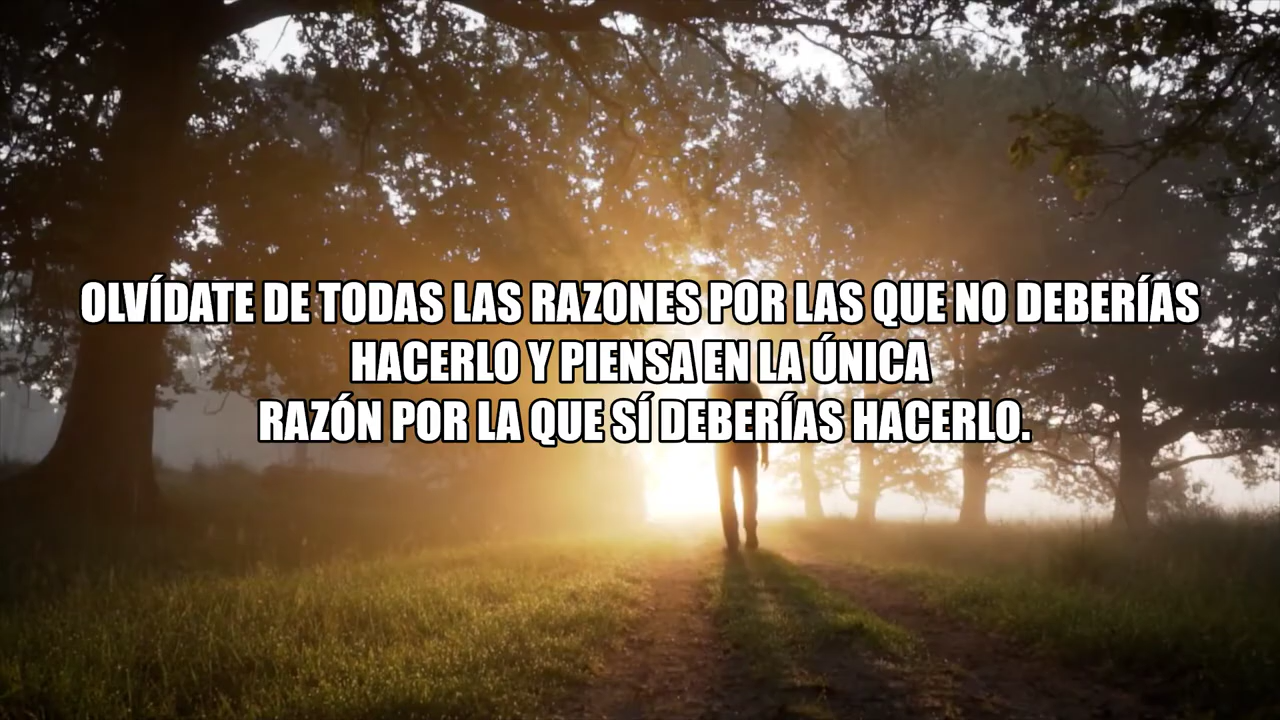 OLVÍDATE DE TODAS LAS RAZONES POR LAS QUE NO DEBERÍAS
HACERLO Y PIENSA EN LA ÚNICA
RAZÓN POR LA QUE SÍ DEBERÍAS HACERLO.